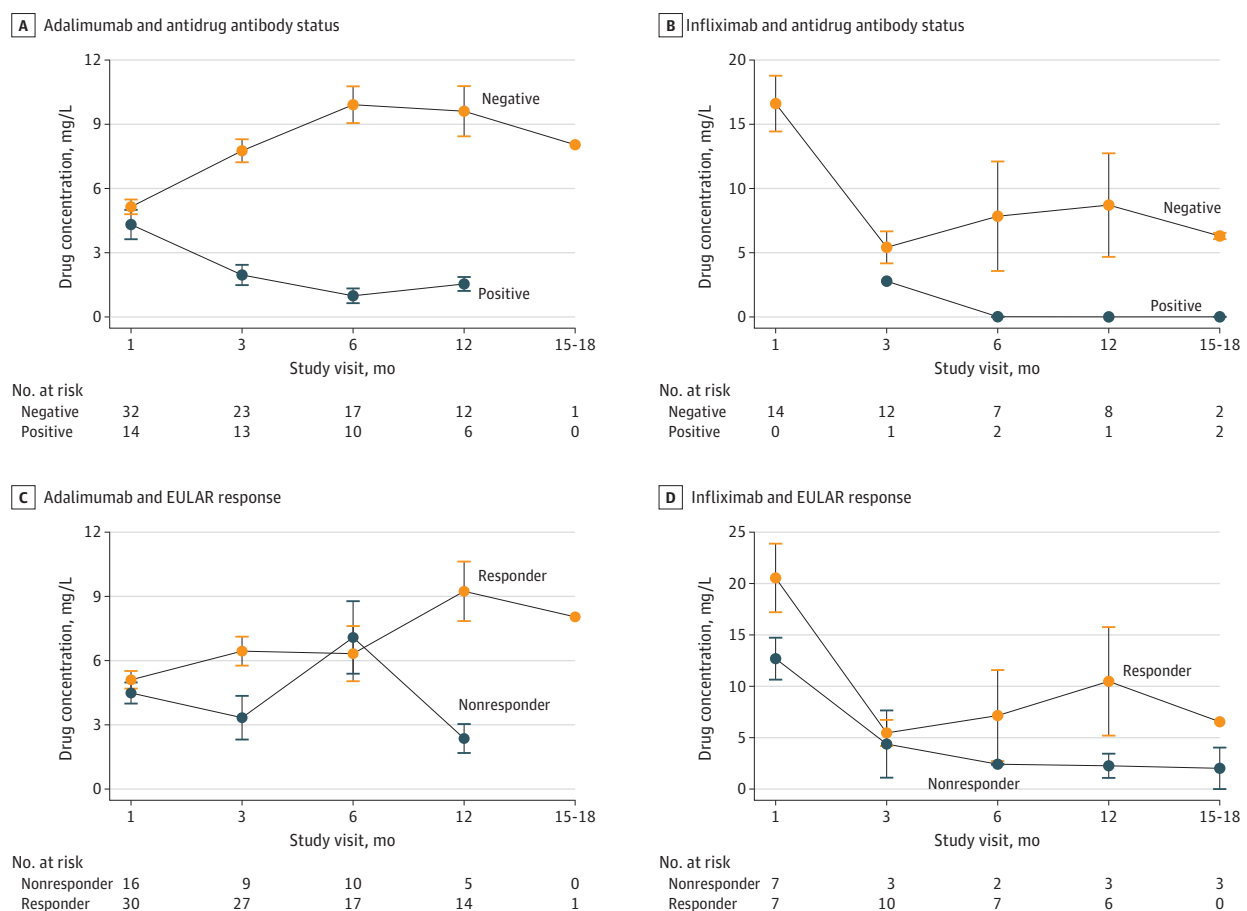 A Adalimumab and antidrug antibody status
12
9
6
3
0
Drug concentration, mg/L
Negative
Positive
1 3 6 12 15-18
Study visit, mo
No. at risk
Negative 32 23 17 12 1
Positive 14 13 10 6 0
B Infliximab and antidrug antibody status
20
15
10
5
0
Drug concentration, mg/L
Negative
Positive
1 3 6 12 15-18
Study visit, mo
No. at risk
Negative 14 12 7 8 2
Positive 0 1 2 1 2
C Adalimumab and EULAR response
12
9
6
3
0
Drug concentration, mg/L
Responder
Nonresponder
1 3 6 12 15-18
Study visit, mo
No. at risk
Nonresponder 16 9 10 5 0
Responder 30 27 17 14 1
D Infliximab and EULAR response
25
20
15
10
5
0
Drug concentration, mg/L
Responder
Nonresponder
1 3 6 12 15-18
Study visit, mo
No. at risk
Nonresponder 7 3 2 3 3
Responder 7 10 7 6 0